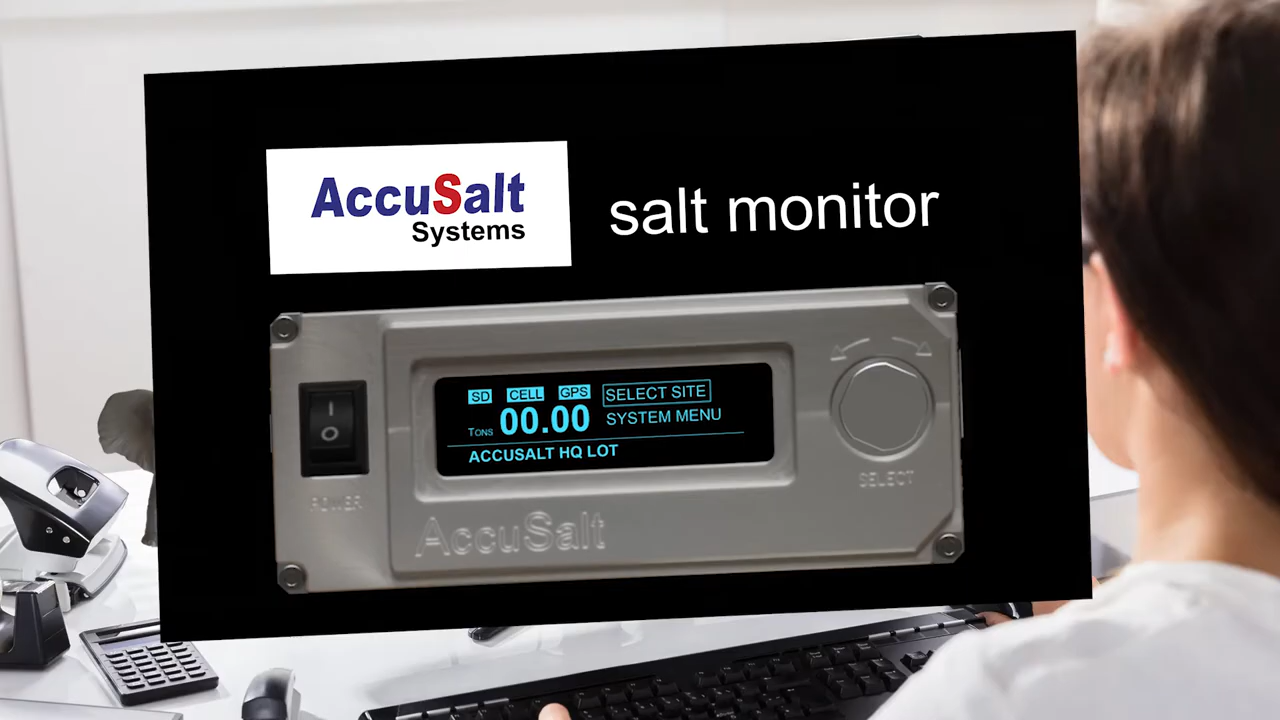 AccuSalt
Systems
salt monitor
SD CELL GPS SELECT SITE
TONS 00.00 SYSTEM MENU
ACCUSALT HQ LOT
POWER
SELECT
AccuSalt